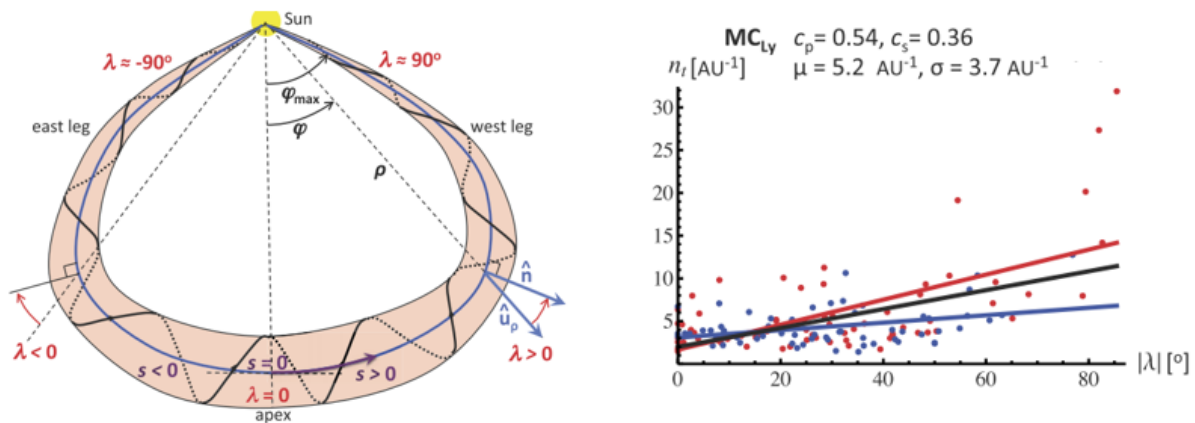 Sun
λ ≈ -90º
λ ≈ 90º
φmax
east leg
φ
west leg
ρ
n̂
ûρ
λ < 0
λ > 0
s < 0
s = 0
s > 0
λ = 0
apex
MCLy cp= 0.54, cs= 0.36
nt [AU-1] μ = 5.2 AU-1, σ = 3.7 AU-1
30
25
20
15
10
5
0 20 40 60 80
|λ| [º]